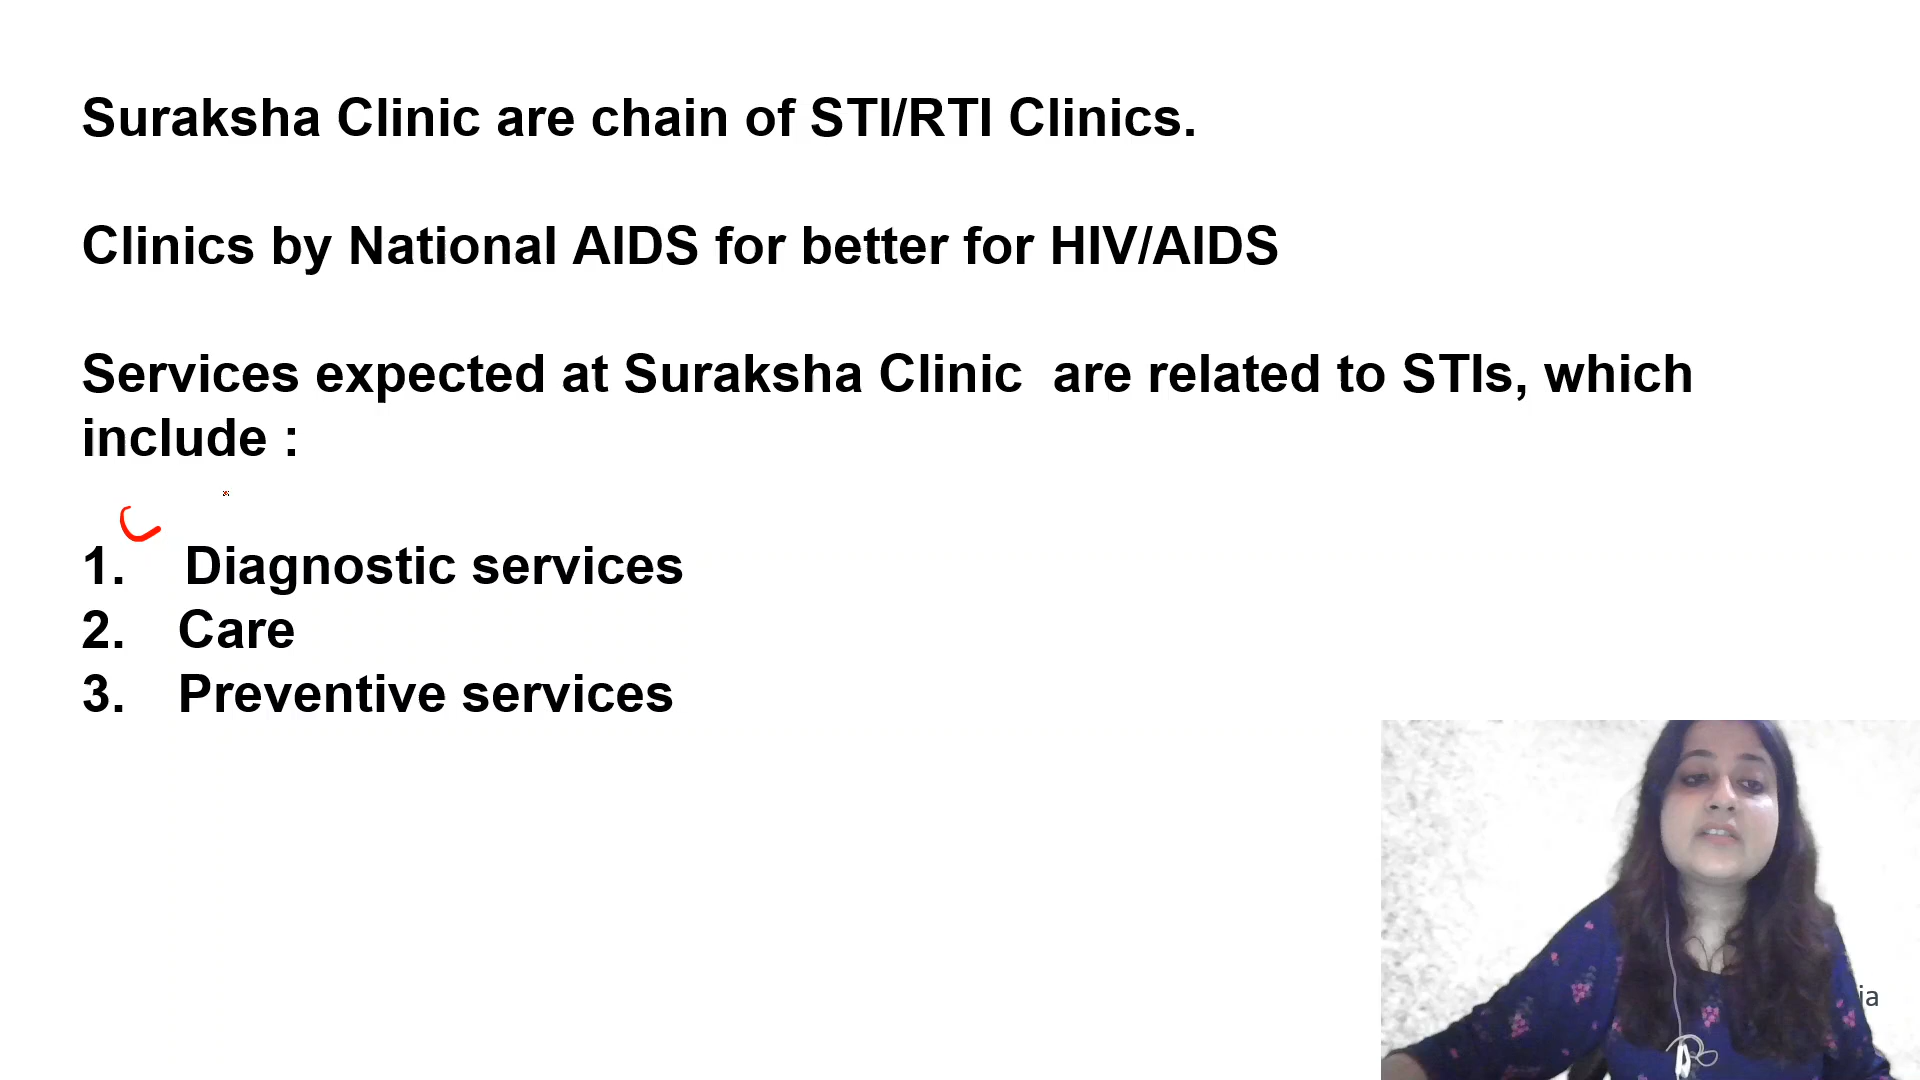 Suraksha Clinic are chain of STI/RTI Clinics.
Clinics by National AIDS for better for HIV/AIDS
Services expected at Suraksha Clinic are related to STIs, which
include :
1. Diagnostic services
2. Care
3. Preventive services